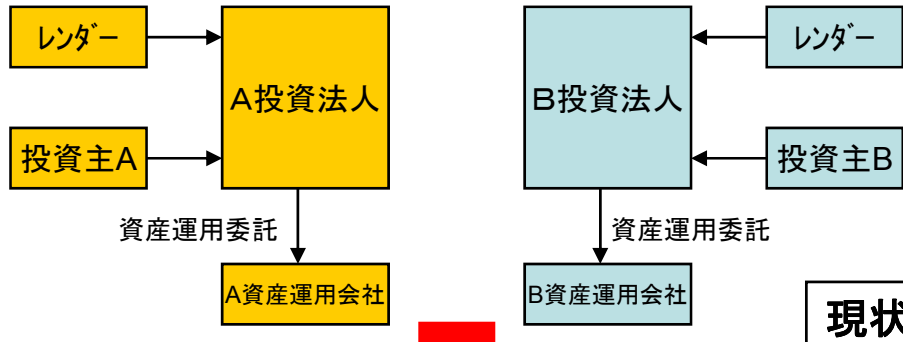 レンダー
A投資法人
B投資法人
レンダー
投資主A
投資主B
資産運用委託
資産運用委託
A資産運用会社
B資産運用会社
現状